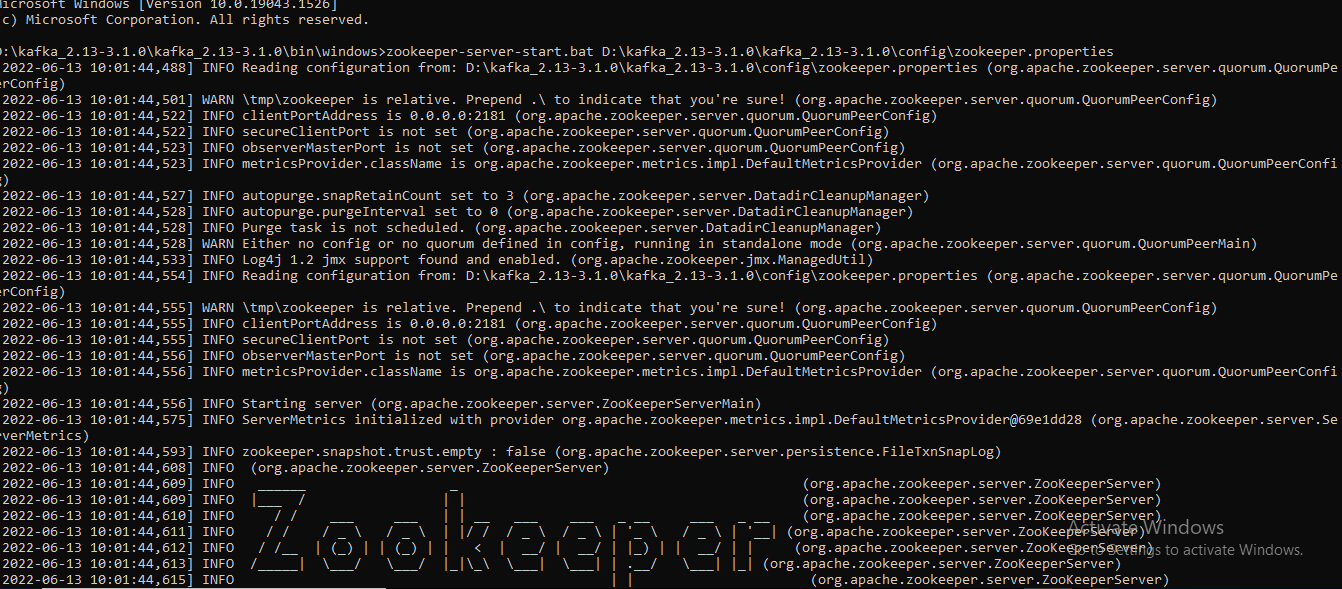 Microsoft Windows [Version 10.0.19043.1526]
c) Microsoft Corporation. All rights reserved.
D:\kafka_2.13-3.1.0\kafka_2.13-3.1.0\bin\windows>zookeeper-server-start.bat D:\kafka_2.13-3.1.0\kafka_2.13-3.1.0\config\zookeeper.properties
2022-06-13 10:01:44,488] INFO Reading configuration from: D:\kafka_2.13-3.1.0\kafka_2.13-3.1.0\config\zookeeper.properties (org.apache.zookeeper.server.quorum.QuorumPe
erConfig)
2022-06-13 10:01:44,501] WARN \tmp\zookeeper is relative. Prepend .\ to indicate that you're sure! (org.apache.zookeeper.server.quorum.QuorumPeerConfig)
2022-06-13 10:01:44,522] INFO clientPortAddress is 0.0.0.0:2181 (org.apache.zookeeper.server.quorum.QuorumPeerConfig)
2022-06-13 10:01:44,522] INFO secureClientPort is not set (org.apache.zookeeper.server.quorum.QuorumPeerConfig)
2022-06-13 10:01:44,523] INFO observerMasterPort is not set (org.apache.zookeeper.server.quorum.QuorumPeerConfig)
2022-06-13 10:01:44,523] INFO metricsProvider.className is org.apache.zookeeper.metrics.impl.DefaultMetricsProvider (org.apache.zookeeper.server.quorum.QuorumPeerConfi
g)
2022-06-13 10:01:44,527] INFO autopurge.snapRetainCount set to 3 (org.apache.zookeeper.server.DatadirCleanupManager)
2022-06-13 10:01:44,528] INFO autopurge.purgeInterval set to 0 (org.apache.zookeeper.server.DatadirCleanupManager)
2022-06-13 10:01:44,528] INFO Purge task is not scheduled. (org.apache.zookeeper.server.DatadirCleanupManager)
2022-06-13 10:01:44,528] WARN Either no config or no quorum defined in config, running in standalone mode (org.apache.zookeeper.server.quorum.QuorumPeerMain)
2022-06-13 10:01:44,533] INFO Log4j 1.2 jmx support found and enabled. (org.apache.zookeeper.jmx.ManagedUtil)
2022-06-13 10:01:44,554] INFO Reading configuration from: D:\kafka_2.13-3.1.0\kafka_2.13-3.1.0\config\zookeeper.properties (org.apache.zookeeper.server.quorum.QuorumPe
erConfig)
2022-06-13 10:01:44,555] WARN \tmp\zookeeper is relative. Prepend .\ to indicate that you're sure! (org.apache.zookeeper.server.quorum.QuorumPeerConfig)
2022-06-13 10:01:44,555] INFO clientPortAddress is 0.0.0.0:2181 (org.apache.zookeeper.server.quorum.QuorumPeerConfig)
2022-06-13 10:01:44,555] INFO secureClientPort is not set (org.apache.zookeeper.server.quorum.QuorumPeerConfig)
2022-06-13 10:01:44,556] INFO observerMasterPort is not set (org.apache.zookeeper.server.quorum.QuorumPeerConfig)
2022-06-13 10:01:44,556] INFO metricsProvider.className is org.apache.zookeeper.metrics.impl.DefaultMetricsProvider (org.apache.zookeeper.server.quorum.QuorumPeerConfi
g)
2022-06-13 10:01:44,556] INFO Starting server (org.apache.zookeeper.server.ZooKeeperServerMain)
2022-06-13 10:01:44,575] INFO ServerMetrics initialized with provider org.apache.zookeeper.metrics.impl.DefaultMetricsProvider@69e1dd28 (org.apache.zookeeper.server.Se
rverMetrics)
2022-06-13 10:01:44,593] INFO zookeeper.snapshot.trust.empty : false (org.apache.zookeeper.server.persistence.FileTxnSnapLog)
2022-06-13 10:01:44,608] INFO  (org.apache.zookeeper.server.ZooKeeperServer)
2022-06-13 10:01:44,609] INFO   ______                  _                                           (org.apache.zookeeper.server.ZooKeeperServer)
2022-06-13 10:01:44,609] INFO  |___  /                 | |                                          (org.apache.zookeeper.server.ZooKeeperServer)
2022-06-13 10:01:44,610] INFO     / /    ___     ___   | | __   ___    ___   _ __     ___   _ __    (org.apache.zookeeper.server.ZooKeeperServer)
2022-06-13 10:01:44,611] INFO    / /    / _ \   / _ \  | |/ /  / _ \  / _ \ | '_ \   / _ \ | '__| (org.apache.zookeeper.server.ZooKeeperServer)
2022-06-13 10:01:44,612] INFO   / /__  | (_) | | (_) | |   <  |  __/ |  __/ | |_) | |  __/ | |     (org.apache.zookeeper.server.ZooKeeperServer)
2022-06-13 10:01:44,613] INFO  /_____|  \___/   \___/  |_|\_\  \___|  \___| | .__/   \___| |_| (org.apache.zookeeper.server.ZooKeeperServer)
2022-06-13 10:01:44,615] INFO                                               | |                      (org.apache.zookeeper.server.ZooKeeperServer)
Activate Windows
Go to Settings to activate Windows.